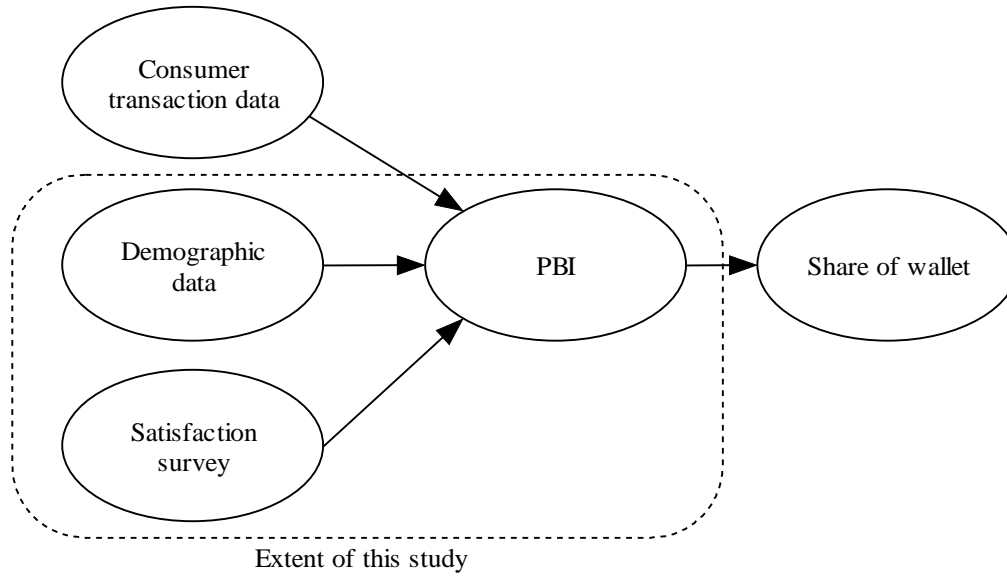 Consumer
transaction data
Demographic
data
PBI
Share of wallet
Satisfaction
survey
Extent of this study